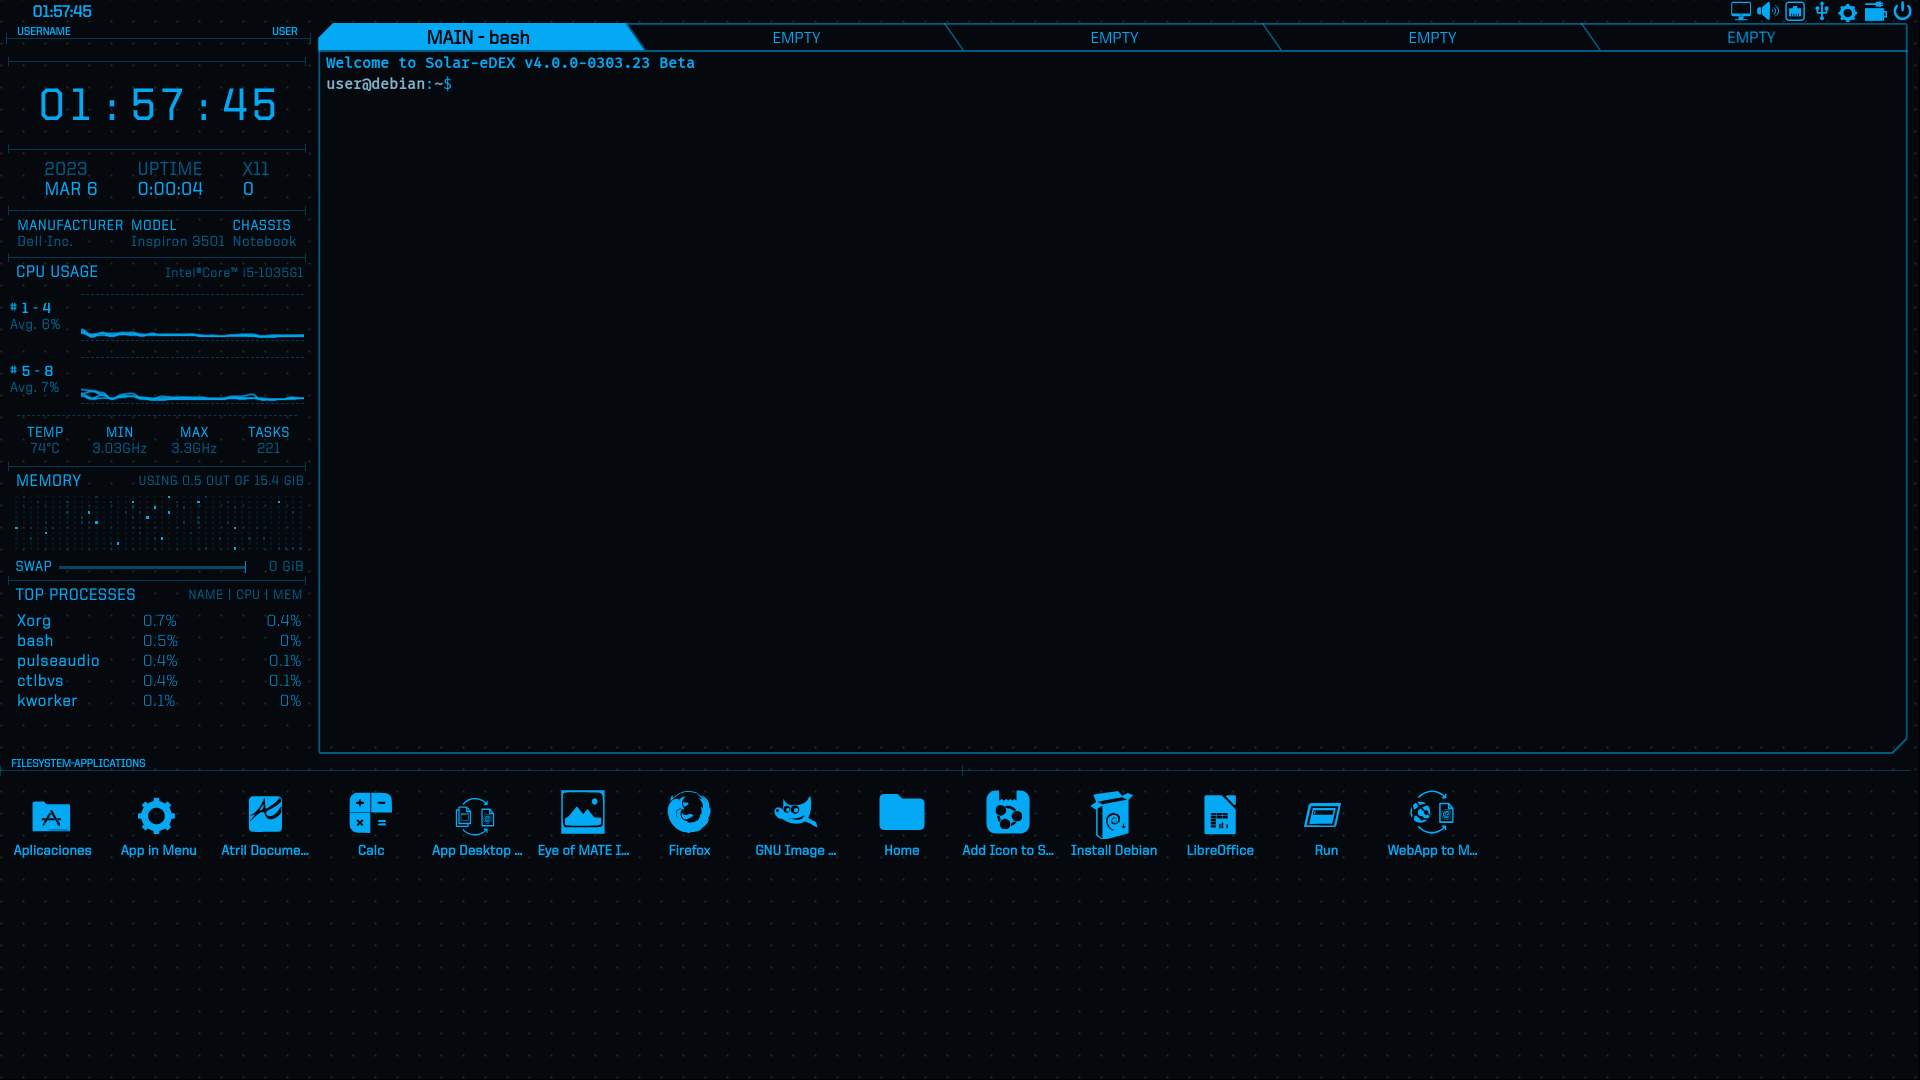 01:57:45
USERNAME USER
MAIN - bash EMPTY EMPTY EMPTY EMPTY
Welcome to Solar-eDEX v4.0.0-0303.23 Beta
user@debian:~$
01:57:45
2023 UPTIME X11
MAR 6 0:00:04 0
MANUFACTURER MODEL CHASSIS
Dell Inc. Inspiron 3501 Notebook
CPU USAGE Intel®Core™ i5-1035G1
# 1 - 4
Avg. 6%
# 5 - 8
Avg. 7%
TEMP MIN MAX TASKS
74°C 3.03GHz 3.3GHz 221
MEMORY USING 0.5 OUT OF 15.4 GiB
SWAP 0 GiB
TOP PROCESSES NAME | CPU | MEM
Xorg 0.7% 0.4%
bash 0.5% 0%
pulseaudio 0.4% 0.1%
ctlbvs 0.4% 0.1%
kworker 0.1% 0%
FILESYSTEM-APPLICATIONS
Aplicaciones App in Menu Atril Docume... Calc App Desktop ... Eye of MATE I... Firefox GNU Image ... Home Add Icon to S... Install Debian LibreOffice Run WebApp to M...